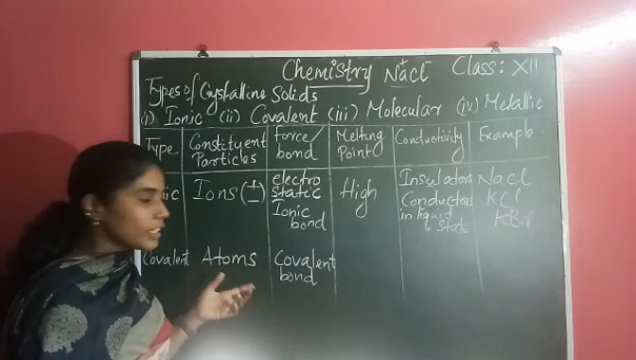 Chemistry Na⁺Cl⁻ Class: XII
Types of Crystalline Solids
(i) Ionic (ii) Covalent (iii) Molecular (iv) Metallic
Type Constituent Particles force/bond Melting Point Conductivity Example
Ions (±) electro static Ionic bond High Insulators Conductors in liquid state NaCl KCl KBr
Covalent Atoms Covalent bond